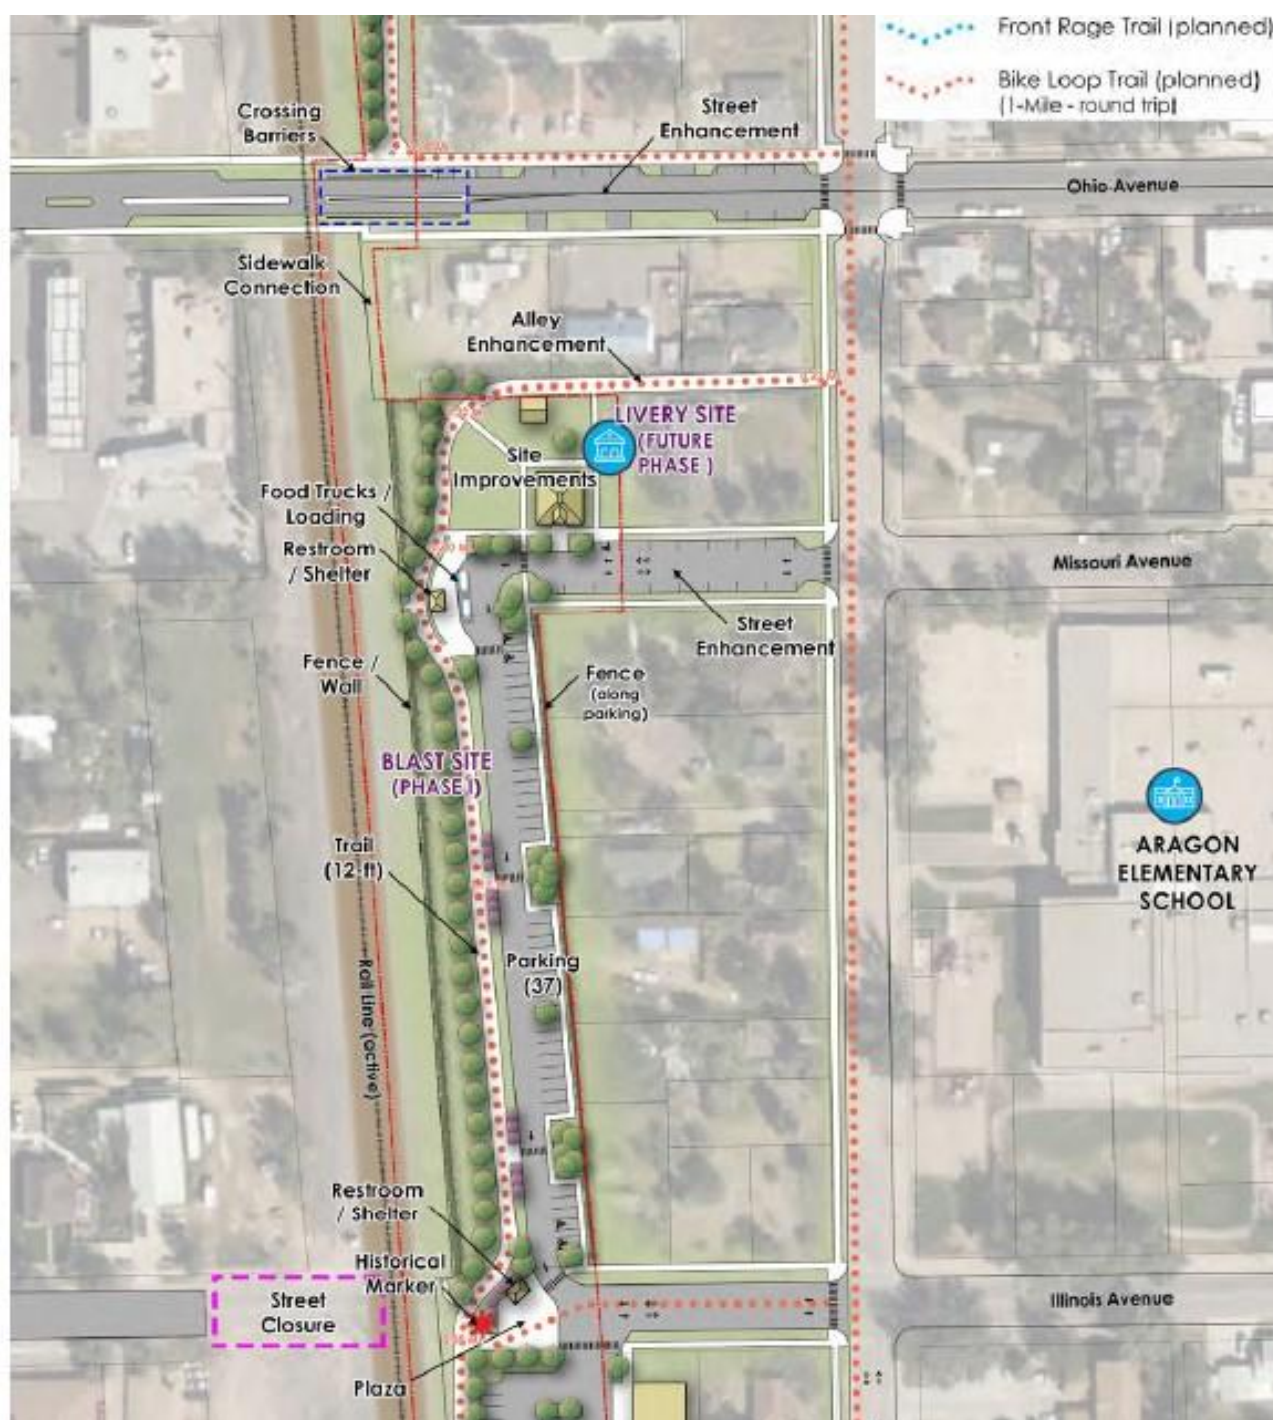 Front Rage Trail (planned)
Bike Loop Trail (planned)
(1-Mile - round trip)
Crossing
Barriers
Street
Enhancement
Ohio Avenue
Sidewalk
Connection
Alley
Enhancement
LIVERY SITE
(FUTURE
PHASE )
Site
Improvements
Food Trucks /
Loading
Restroom
/ Shelter
Missouri Avenue
Street
Enhancement
Fence /
Wall
Fence
(along
parking)
BLAST SITE
(PHASE I)
ARAGON
ELEMENTARY
SCHOOL
Trail
(12-ft)
Parking
(37)
Rail Line (active)
Restroom
/ Shelter
Historical
Marker
Street
Closure
Illinois Avenue
Plaza